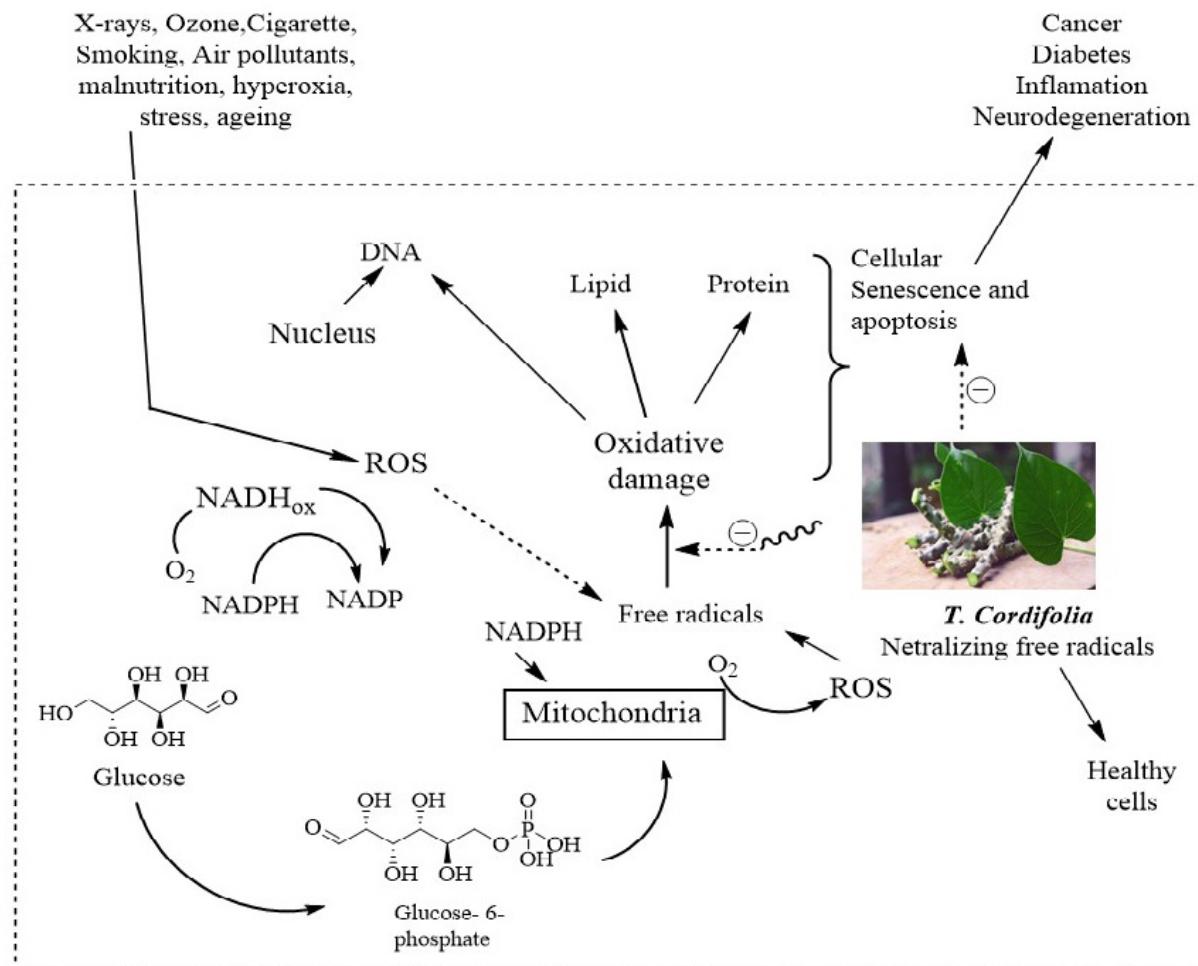 X-rays, Ozone,Cigarette,
Smoking, Air pollutants,
malnutrition, hyperoxia,
stress, ageing
Cancer
Diabetes
Inflamation
Neurodegeneration
DNA
Nucleus
Lipid
Protein
Cellular
Senescence and
apoptosis
Oxidative
damage
ROS
NADHox
O2
NADPH
NADP
Free radicals
T. Cordifolia
Netralizing free radicals
NADPH
Mitochondria
O2
ROS
Healthy
cells
OH OH
HO
O
OH OH
Glucose
OH OH
O
O
P
O
OH
OH
OH OH
Glucose- 6-
phosphate